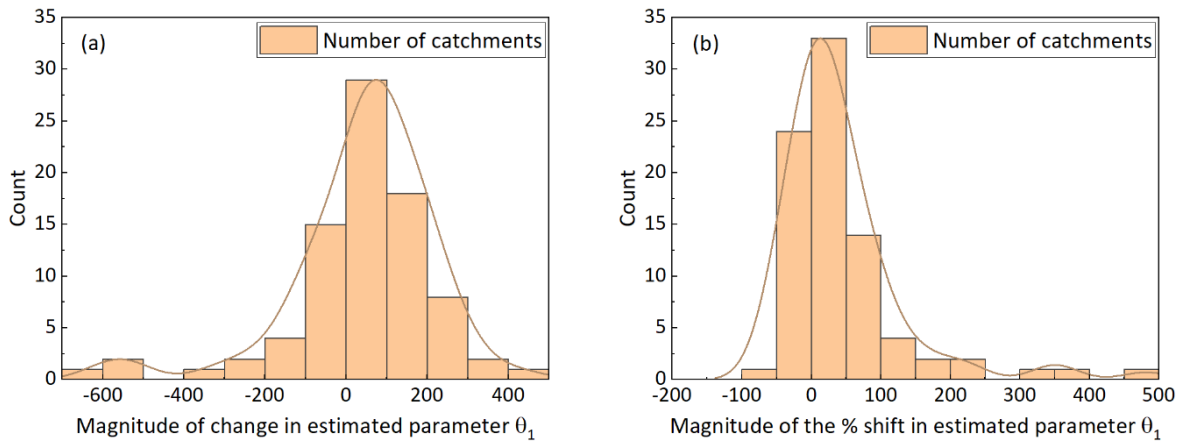 (a)
Number of catchments
35
30
25
20
15
10
5
0
Count
-600 -400 -200 0 200 400
Magnitude of change in estimated parameter θ₁
(b)
Number of catchments
35
30
25
20
15
10
5
0
Count
-200 -100 0 100 200 300 400 500
Magnitude of the % shift in estimated parameter θ₁